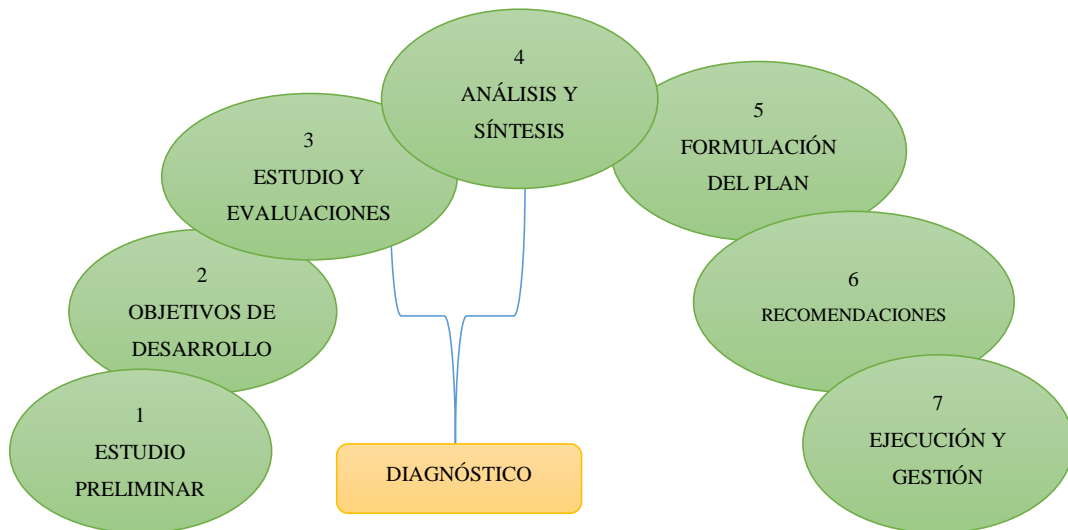 1
ESTUDIO
PRELIMINAR
2
OBJETIVOS DE
DESARROLLO
3
ESTUDIO Y
EVALUACIONES
4
ANÁLISIS Y
SÍNTESIS
5
FORMULACIÓN
DEL PLAN
6
RECOMENDACIONES
7
EJECUCIÓN Y
GESTIÓN
DIAGNÓSTICO